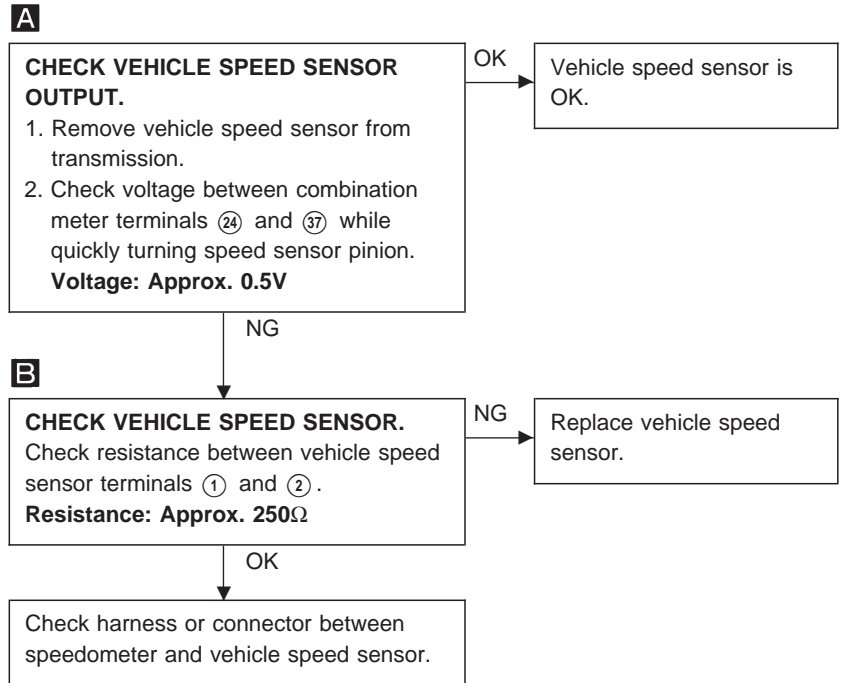 A
CHECK VEHICLE SPEED SENSOR
OUTPUT.
1. Remove vehicle speed sensor from
transmission.
2. Check voltage between combination
meter terminals ㉔ and ㊲ while
quickly turning speed sensor pinion.
Voltage: Approx. 0.5V
OK
Vehicle speed sensor is
OK.
NG
B
CHECK VEHICLE SPEED SENSOR.
Check resistance between vehicle speed
sensor terminals ① and ②.
Resistance: Approx. 250Ω
NG
Replace vehicle speed
sensor.
OK
Check harness or connector between
speedometer and vehicle speed sensor.